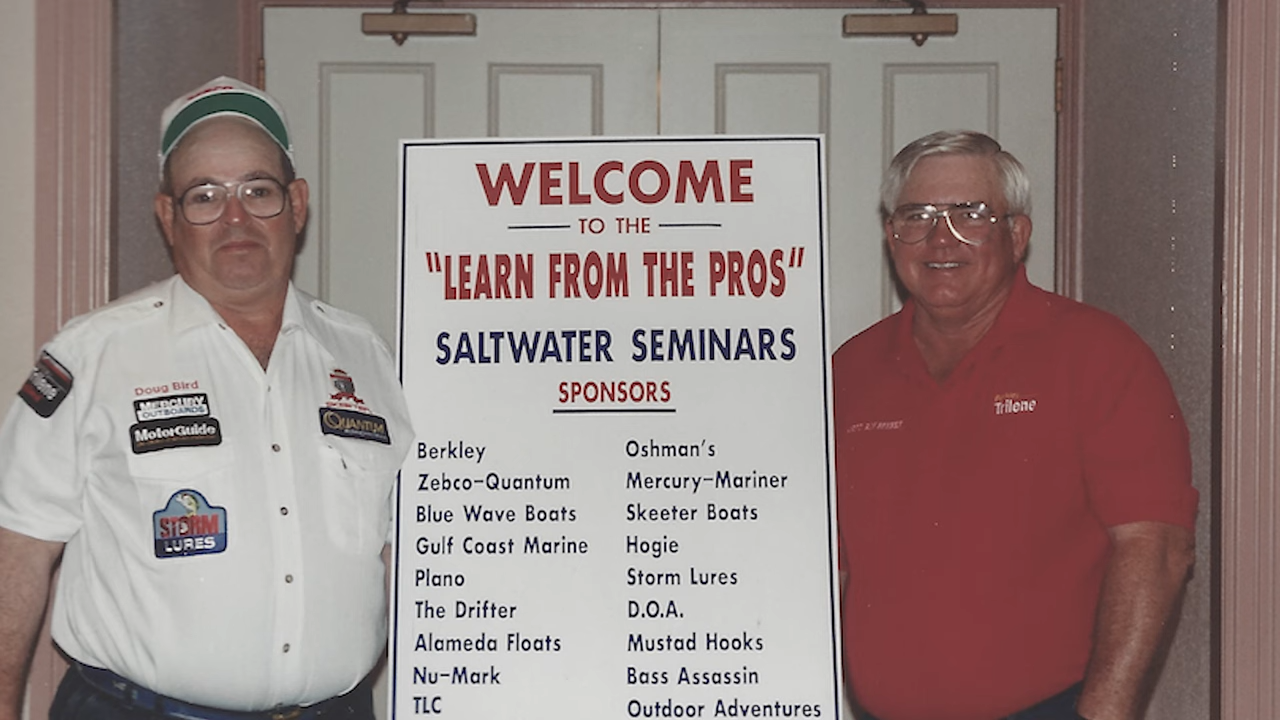 WELCOME
TO THE
"LEARN FROM THE PROS"
SALTWATER SEMINARS
SPONSORS
Berkley
Zebco-Quantum
Blue Wave Boats
Gulf Coast Marine
Plano
The Drifter
Alameda Floats
Nu-Mark
TLC
Oshman's
Mercury-Mariner
Skeeter Boats
Hogie
Storm Lures
D.O.A.
Mustad Hooks
Bass Assassin
Outdoor Adventures
Doug Bird
MERCURY
OUTBOARDS
MotorGuide
STORM
LURES
QUANTUM
Trilene